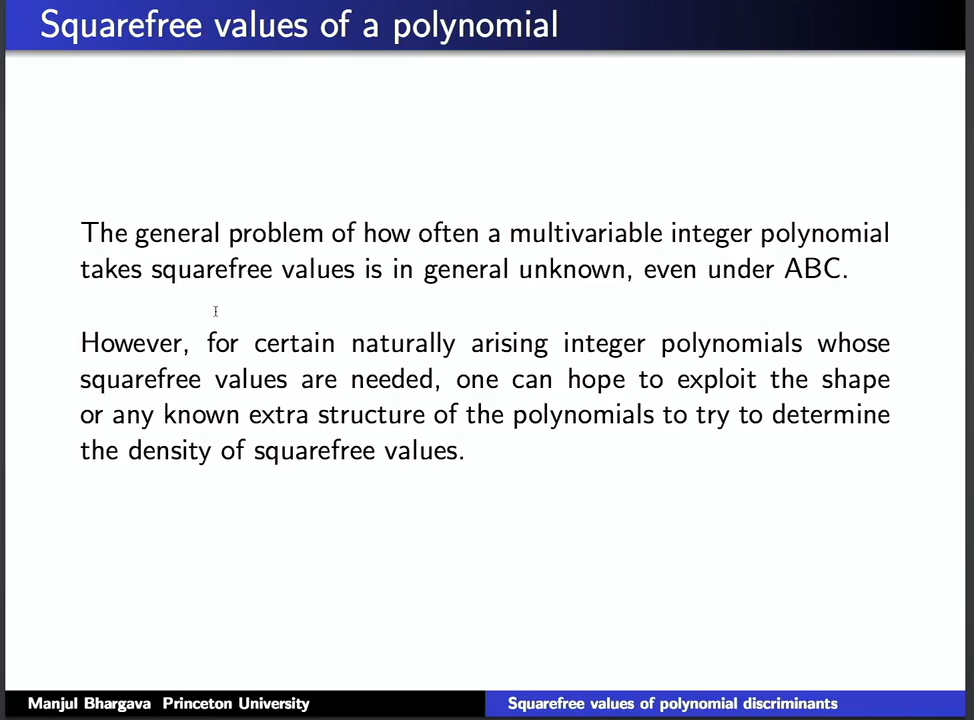 Squarefree values of a polynomial
The general problem of how often a multivariable integer polynomial
takes squarefree values is in general unknown, even under ABC.
However, for certain naturally arising integer polynomials whose
squarefree values are needed, one can hope to exploit the shape
or any known extra structure of the polynomials to try to determine
the density of squarefree values.
Manjul Bhargava Princeton University
Squarefree values of polynomial discriminants